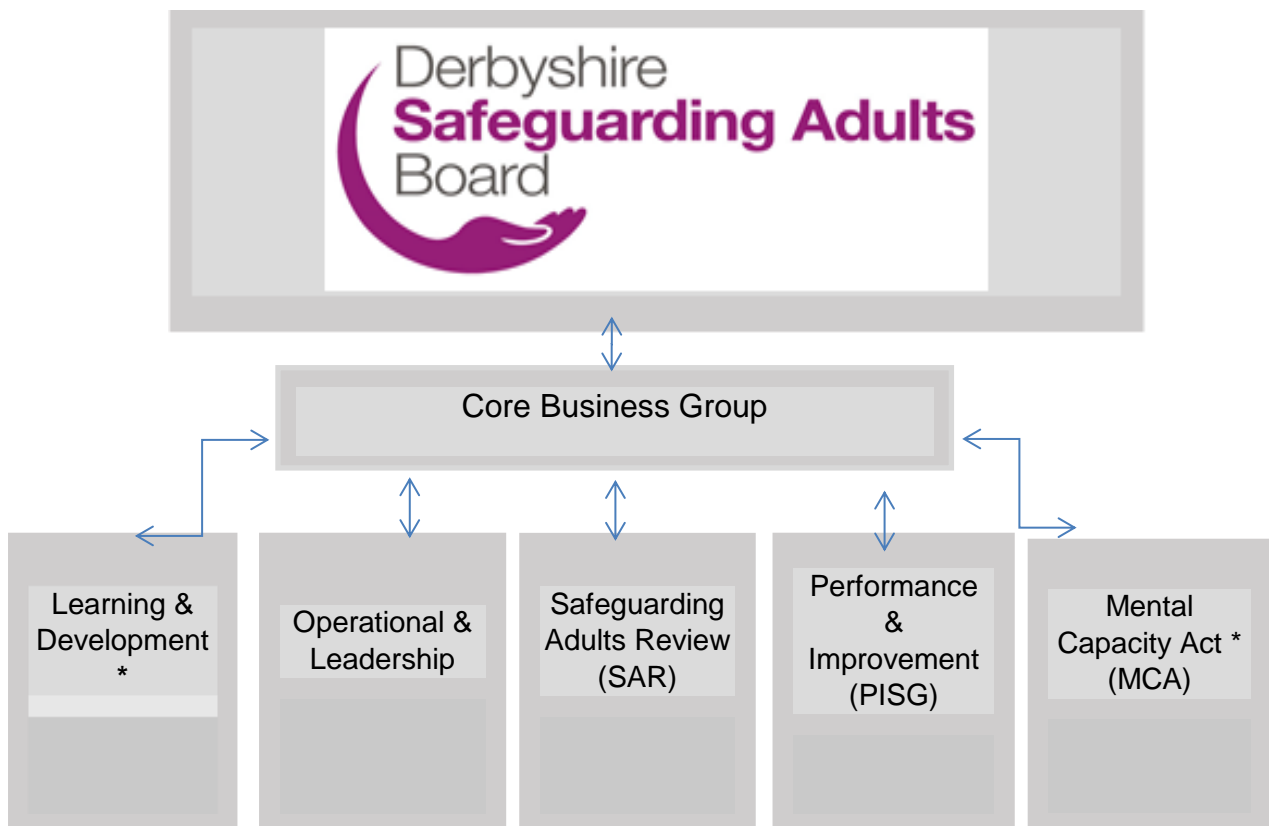 Derbyshire
Safeguarding Adults
Board
Core Business Group
Learning &
Development
*
Operational &
Leadership
Safeguarding
Adults Review
(SAR)
Performance
&
Improvement
(PISG)
Mental
Capacity Act *
(MCA)